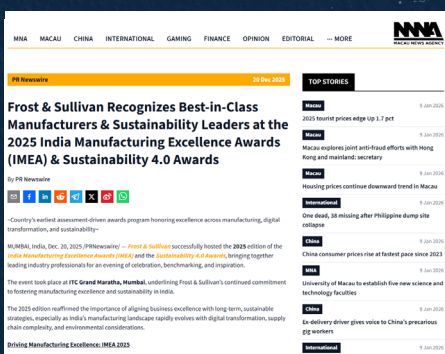 MNA MACAU CHINA INTERNATIONAL GAMING FINANCE OPINION EDITORIAL ··· MORE
MNA
MACAU NEWS AGENCY
PR Newswire 20 Dec 2025
Frost & Sullivan Recognizes Best-in-Class
Manufacturers & Sustainability Leaders at the
2025 India Manufacturing Excellence Awards
(IMEA) & Sustainability 4.0 Awards
By PR Newswire
~Country's earliest assessment-driven awards program honoring excellence across manufacturing, digital
transformation, and sustainability~
MUMBAI, India, Dec. 20, 2025 /PRNewswire/ — Frost & Sullivan successfully hosted the 2025 edition of the
India Manufacturing Excellence Awards (IMEA) and the Sustainability 4.0 Awards, bringing together
leading industry professionals for an evening of celebration, benchmarking, and inspiration.
The event took place at ITC Grand Maratha, Mumbai, underlining Frost & Sullivan's continued commitment
to fostering manufacturing excellence and sustainability in India.
The 2025 edition reaffirmed the importance of aligning business excellence with long-term, sustainable
strategies, especially as India's manufacturing landscape rapidly evolves with digital transformation, supply
chain complexity, and environmental considerations.
Driving Manufacturing Excellence: IMEA 2025
TOP STORIES
Macau 9 Jan 2026
2025 tourist prices edge Up 1.7 pct
Macau 9 Jan 2026
Macau explores joint anti-fraud efforts with Hong
Kong and mainland: secretary
Macau 9 Jan 2026
Housing prices continue downward trend in Macau
International 9 Jan 2026
One dead, 38 missing after Philippine dump site
collapse
China 9 Jan 2026
China consumer prices rise at fastest pace since 2023
MNA 9 Jan 2026
University of Macau to establish five new science and
technology faculties
China 9 Jan 2026
Ex-delivery driver gives voice to China's precarious
gig workers
International 9 Jan 2026